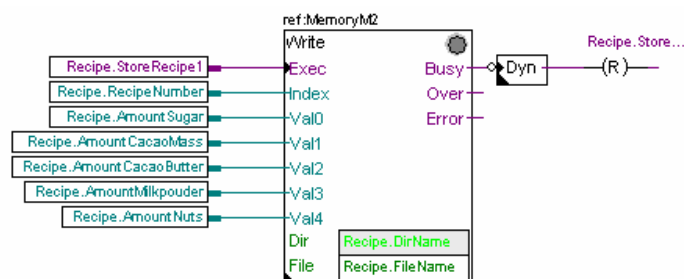 ref:MemoryM2
Write
Recipe.StoreRecipe1 Exec Busy Dyn Recipe.Store... (R)
Recipe.RecipeNumber Index Over
Recipe.AmountSugar Val0 Error
Recipe.AmountCacaoMass Val1
Recipe.AmountCacaoButter Val2
Recipe.AmountMilkpouder Val3
Recipe.AmountNuts Val4
Dir Recipe.DirName
File Recipe.FileName